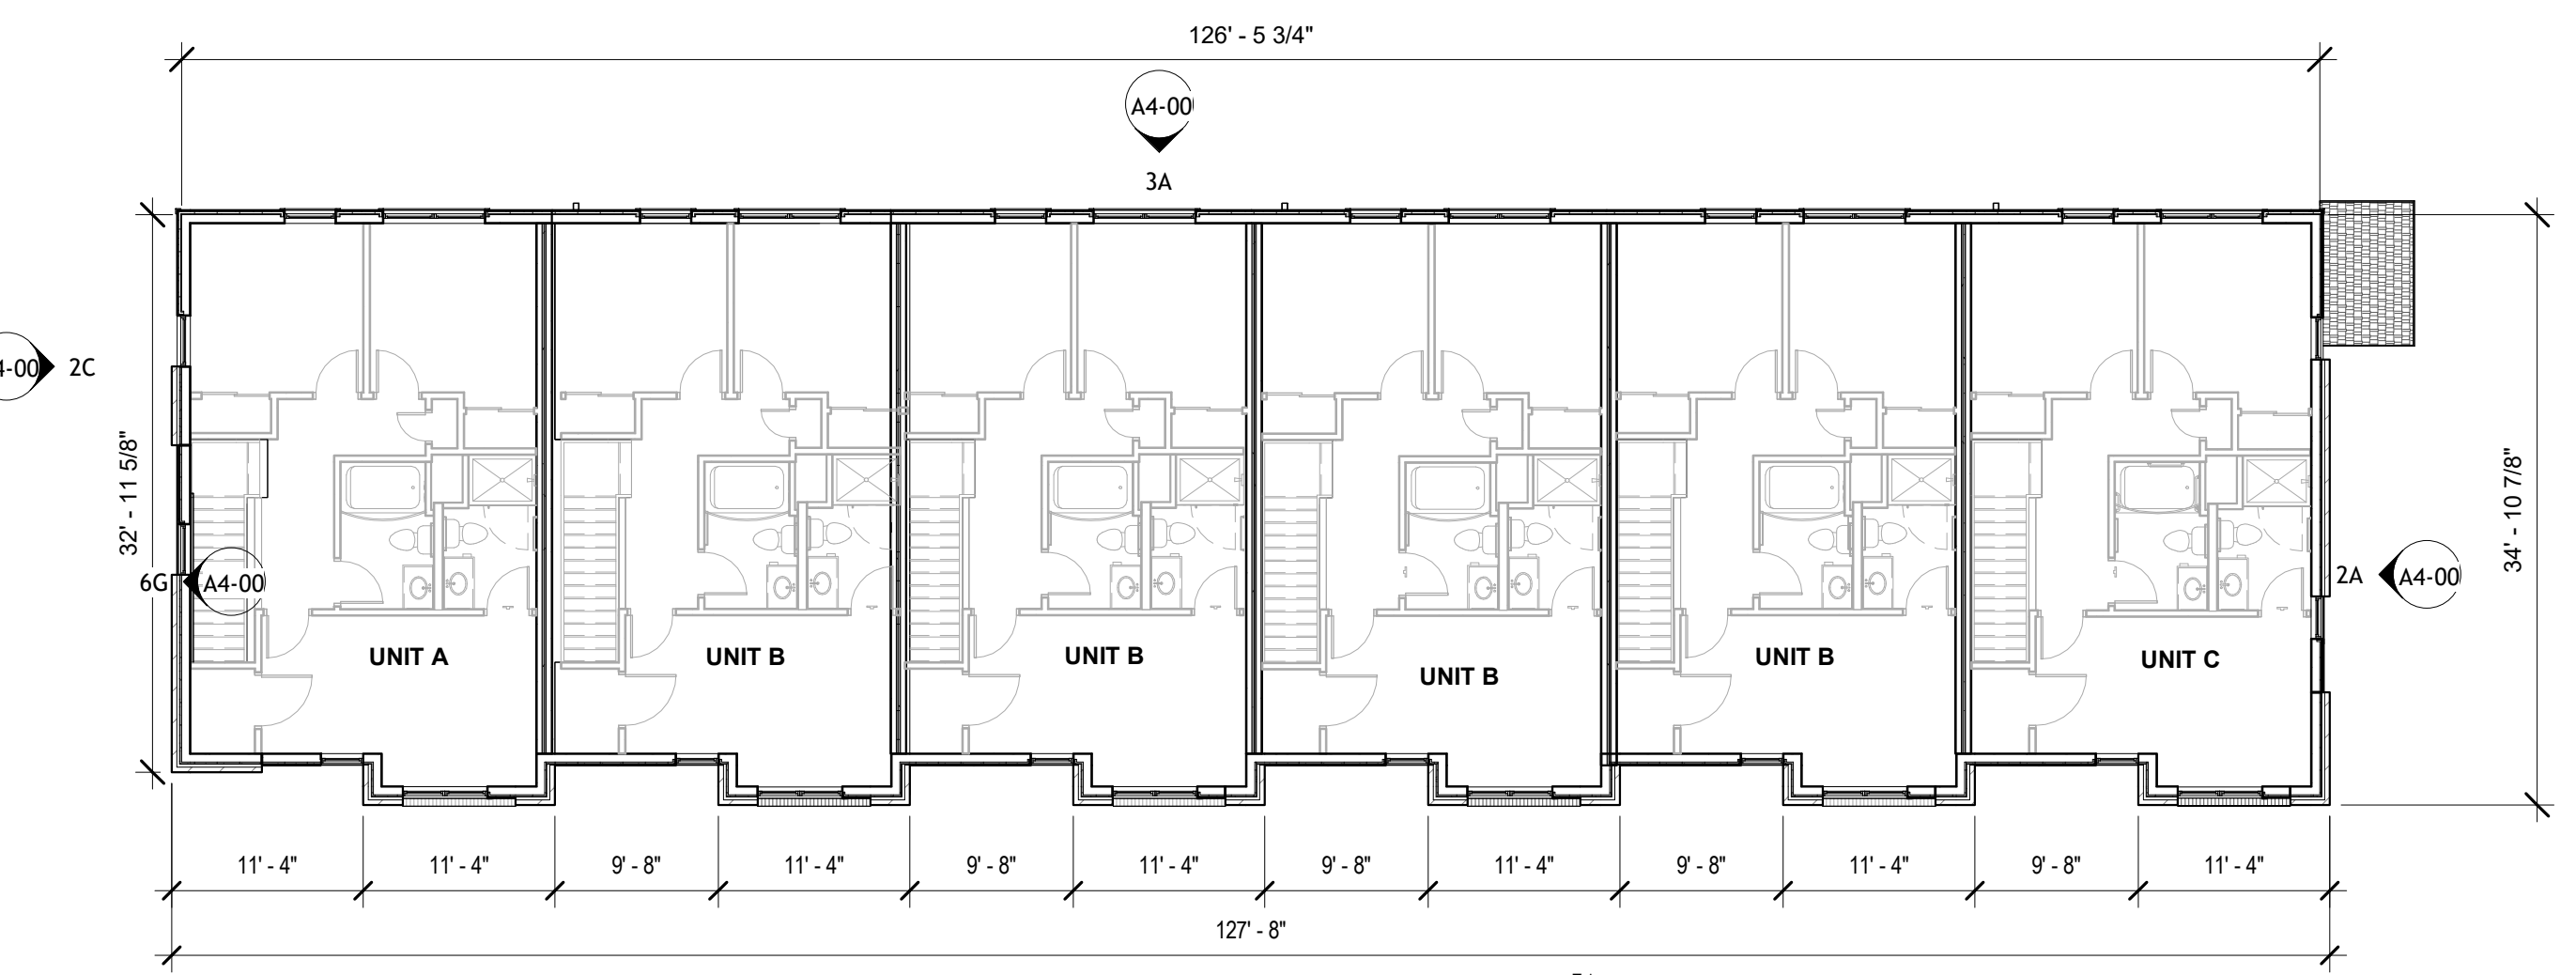 126' - 5 3/4"
A4-00
3A
2C
32' - 11 5/8"
34' - 10 7/8"
6G
A4-00
2A
A4-00
UNIT A
UNIT B
UNIT B
UNIT B
UNIT B
UNIT C
11' - 4"
11' - 4"
9' - 8"
11' - 4"
9' - 8"
11' - 4"
9' - 8"
11' - 4"
9' - 8"
11' - 4"
9' - 8"
11' - 4"
127' - 8"